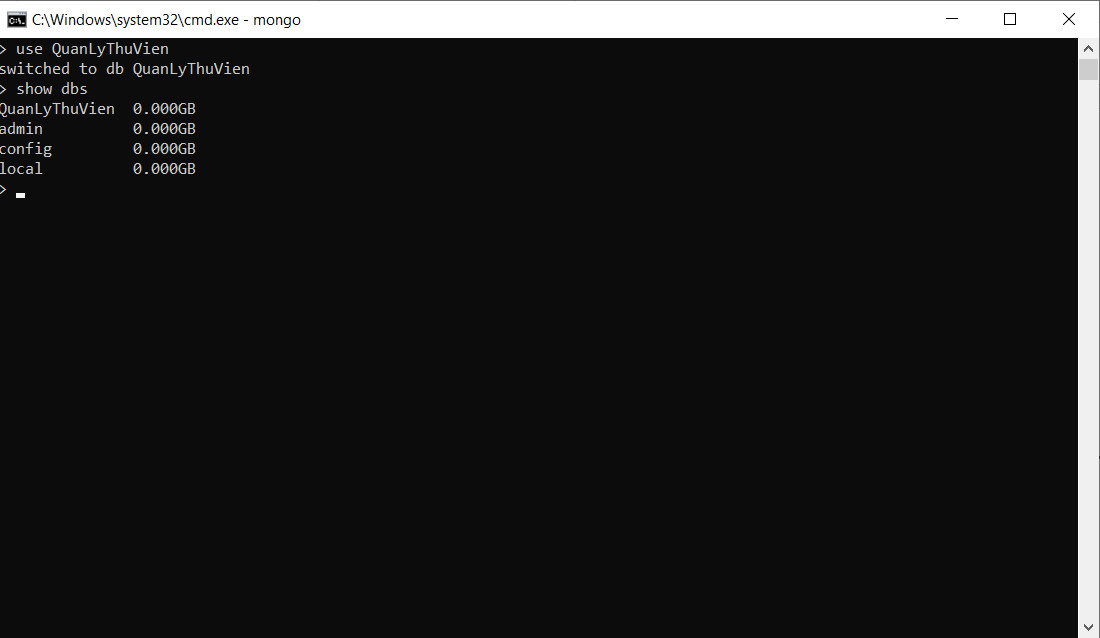 C:\Windows\system32\cmd.exe - mongo
> use QuanLyThuVien
switched to db QuanLyThuVien
> show dbs
QuanLyThuVien  0.000GB
admin          0.000GB
config         0.000GB
local          0.000GB
>